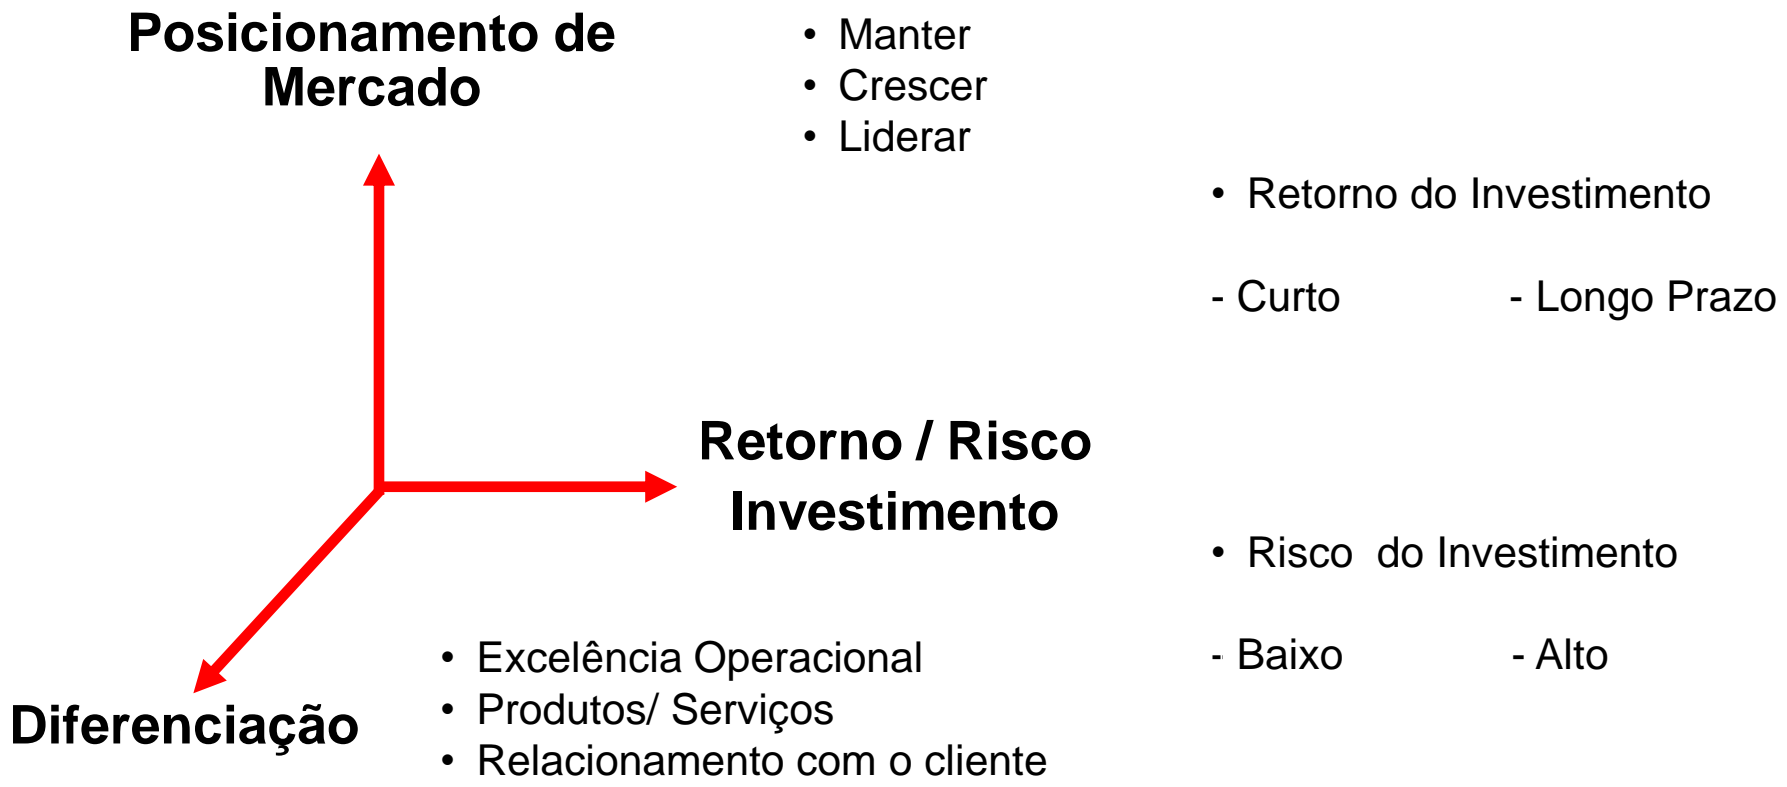 Posicionamento de
Mercado
• Manter
• Crescer
• Liderar
• Retorno do Investimento
- Curto - Longo Prazo
Retorno / Risco
Investimento
• Risco do Investimento
- Baixo - Alto
Diferenciação
• Excelência Operacional
• Produtos/ Serviços
• Relacionamento com o cliente